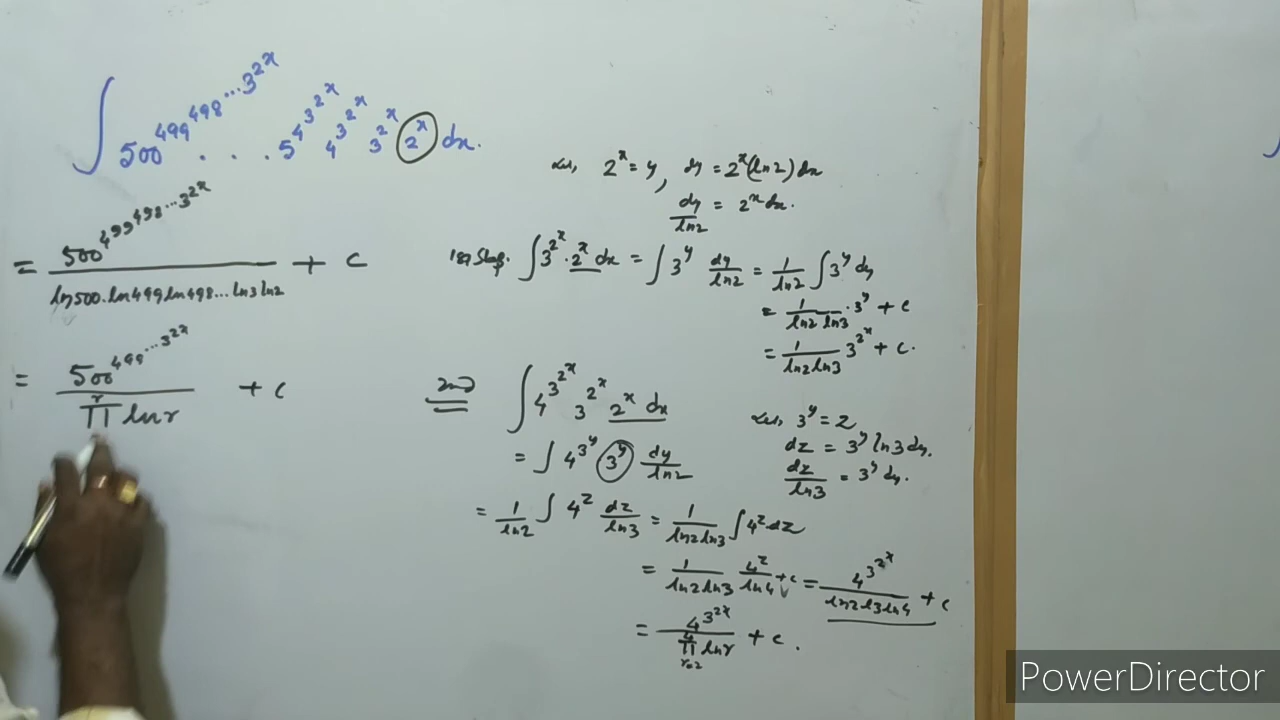 ∫ 500^499^498^...^3^2^x . . . 5^4^3^2^x 4^3^2^x 3^2^x 2^x dx.
= 500^499^498^...^3^2^x / ln500.ln499 ln498...ln3 ln2 + c
= 500^499^...^3^2^x / r∏ lnr + c
Let, 2^x = y, dy = 2^x (ln2) dx
dy/ln2 = 2^x dx.
1st Step. ∫ 3^2^x . 2^x dx = ∫ 3^y dy/ln2 = 1/ln2 ∫ 3^y dy
= 1/ln2 ln3 . 3^y + c
= 1/ln2 ln3 3^2^x + c.
2nd ∫ 4^3^2^x 3^2^x 2^x dx
= ∫ 4^3^y 3^y dy/ln2
Let, 3^y = z
dz = 3^y ln3 dy.
dz/ln3 = 3^y dy.
= 1/ln2 ∫ 4^z dz/ln3 = 1/ln2 ln3 ∫ 4^z dz
= 1/ln2 ln3 4^z/ln4 + c = 4^3^2^x / ln2 l3 ln4 + c
= 4^3^2^x / 4∏r=2 lnr + c.
PowerDirector